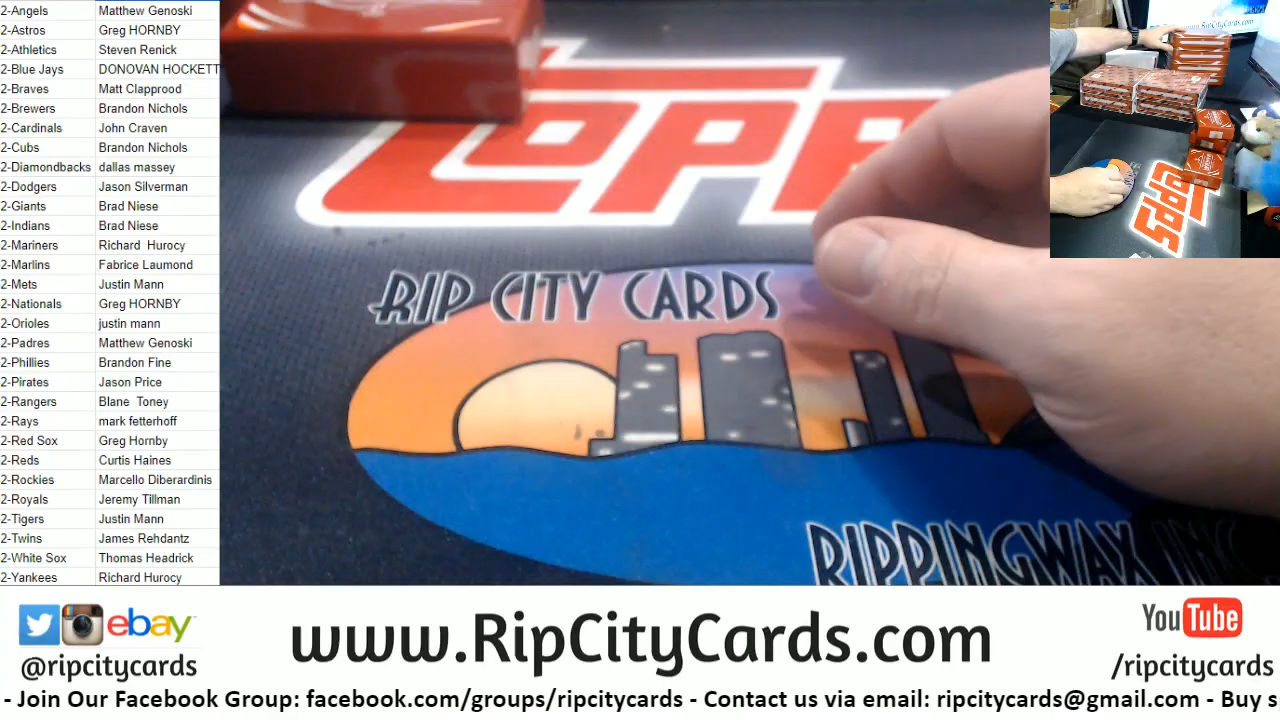 2-Angels Matthew Genoski
2-Astros Greg HORNBY
2-Athletics Steven Renick
2-Blue Jays DONOVAN HOCKETT
2-Braves Matt Clapprood
2-Brewers Brandon Nichols
2-Cardinals John Craven
2-Cubs Brandon Nichols
2-Diamondbacks dallas massey
2-Dodgers Jason Silverman
2-Giants Brad Niese
2-Indians Brad Niese
2-Mariners Richard Hurocy
2-Marlins Fabrice Laumond
2-Mets Justin Mann
2-Nationals Greg HORNBY
2-Orioles justin mann
2-Padres Matthew Genoski
2-Phillies Brandon Fine
2-Pirates Jason Price
2-Rangers Blane Toney
2-Rays mark fetterhoff
2-Red Sox Greg Hornby
2-Reds Curtis Haines
2-Rockies Marcello Diberardinis
2-Royals Jeremy Tillman
2-Tigers Justin Mann
2-Twins James Rehdantz
2-White Sox Thomas Headrick
2-Yankees Richard Hurocy
TOPP
RIP CITY CARDS
RIPPINGWAX INC.
Topps
ebay
@ripcitycards
www.RipCityCards.com
YouTube
/ripcitycards
- Join Our Facebook Group: facebook.com/groups/ripcitycards - Contact us via email: ripcitycards@gmail.com - Buy s